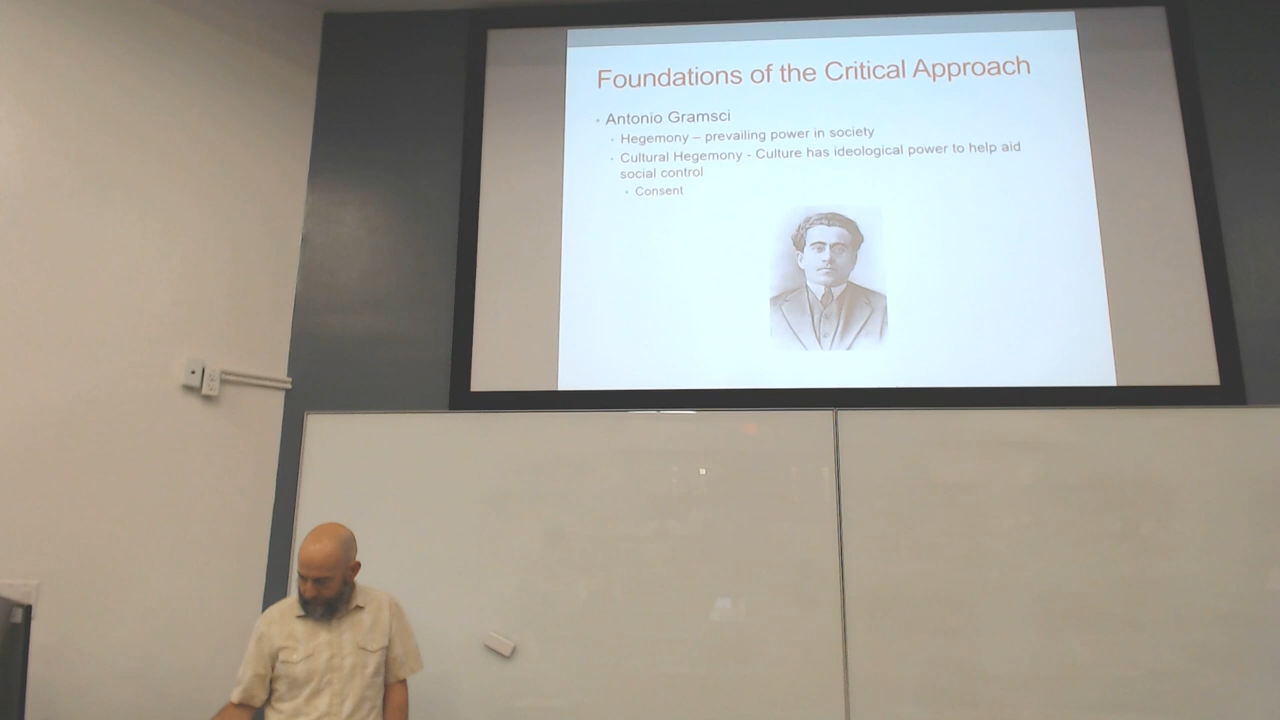 Foundations of the Critical Approach
• Antonio Gramsci
• Hegemony – prevailing power in society
• Cultural Hegemony - Culture has ideological power to help aid
social control
• Consent